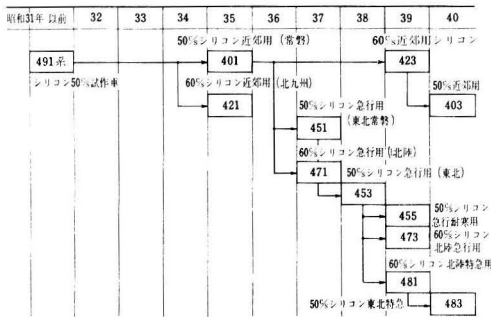 昭和31年 以前 32 33 34 35 36 37 38 39 40
50%シリコン近郊用(常磐) 60%近郊用シリコン
491系 401 423
シリコン50%試作車 60%シリコン近郊用(北九州) 50%近郊用
421 50%シリコン急行用 403
451 (東北常磐)
60%シリコン急行用(北陸)
471 50%シリコン急行用(東北)
453
455 50%シリコン
急行耐寒用
473 60%シリコン
北陸急行用
60%シリコン北陸特急用
481
50%シリコン東北特急 483